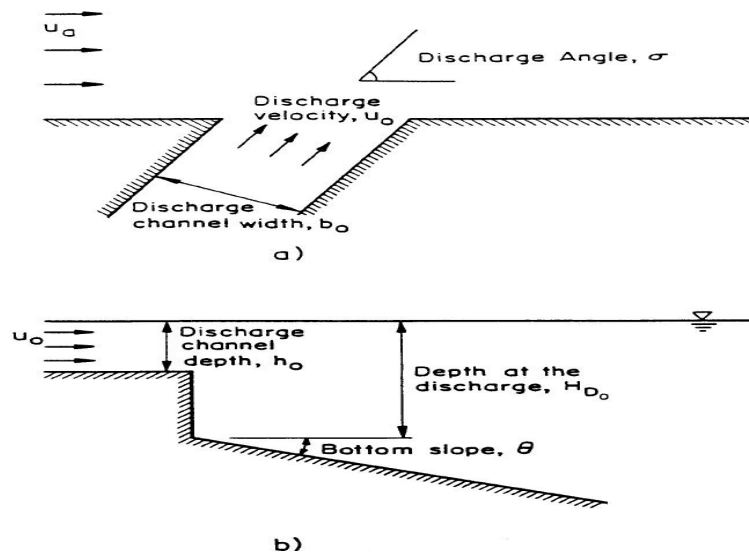 u_a
Discharge Angle, σ
Discharge
velocity, u_o
Discharge
channel width, b_o
a)
u_o
Discharge
channel
depth, h_o
Depth at the
discharge, H_D_o
Bottom slope, θ
b)